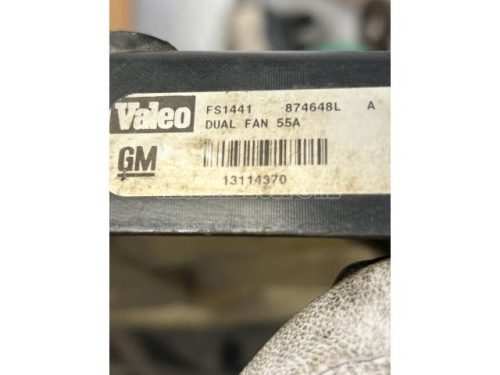 Valeo FS1441 874648L A
DUAL FAN 55A
GM
13114370